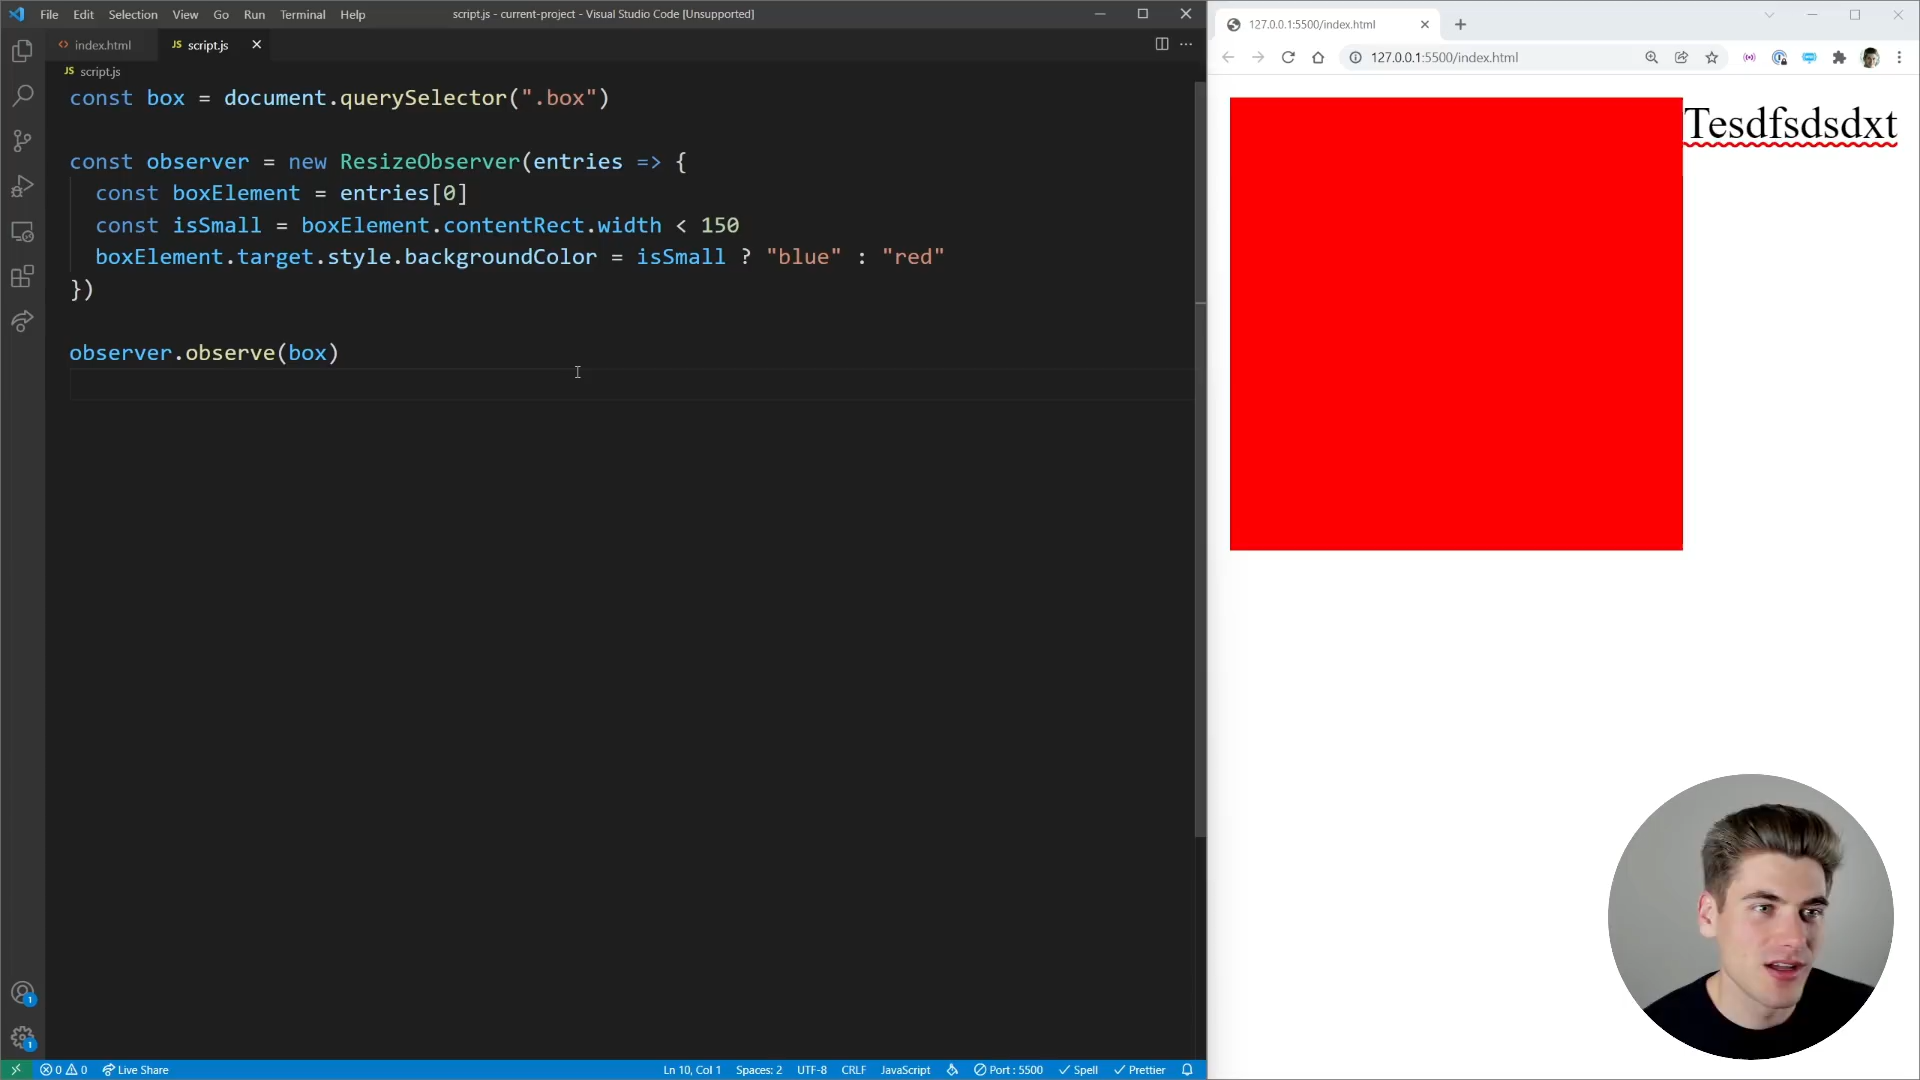 File Edit Selection View Go Run Terminal Help
script.js - current-project - Visual Studio Code [Unsupported]
index.html
JS script.js
JS script.js
const box = document.querySelector(".box")
const observer = new ResizeObserver(entries => {
const boxElement = entries[0]
const isSmall = boxElement.contentRect.width < 150
boxElement.target.style.backgroundColor = isSmall ? "blue" : "red"
})
observer.observe(box)
1
1
0 0 Live Share
Ln 10, Col 1 Spaces: 2 UTF-8 CRLF JavaScript Port : 5500 Spell Prettier
127.0.0.1:5500/index.html
127.0.0.1:5500/index.html
Tesdfsdsdxt